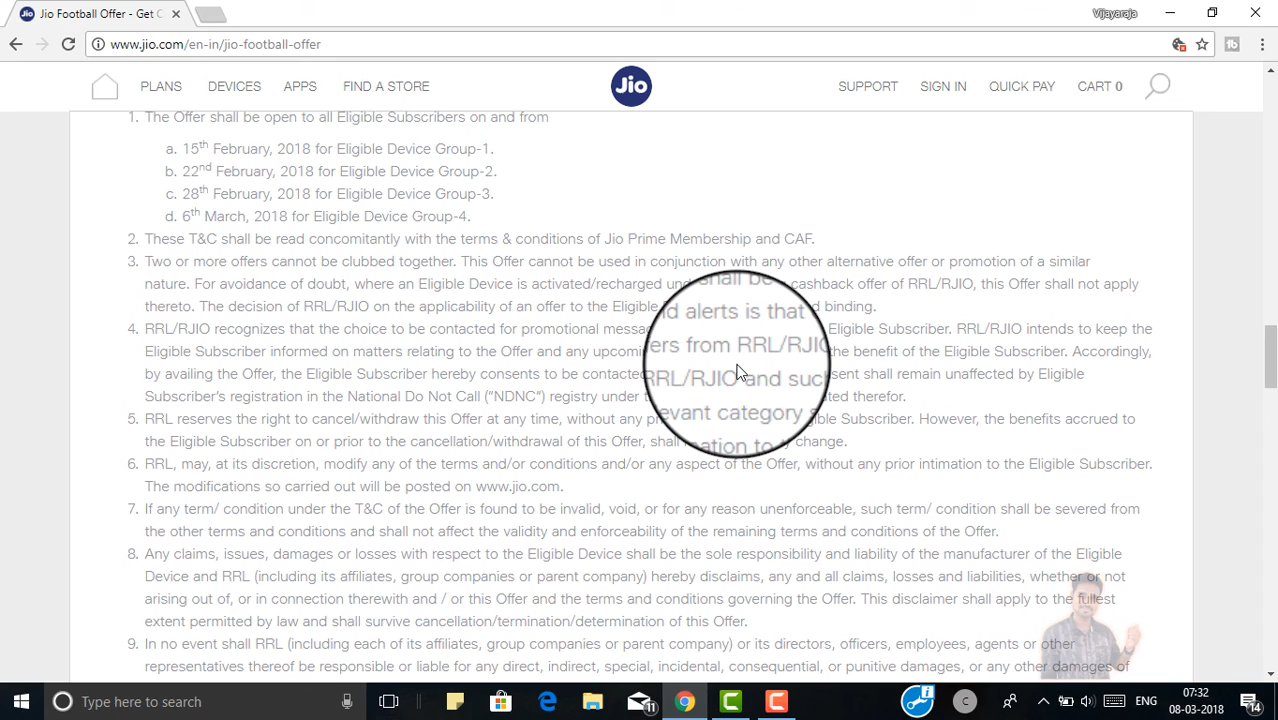 Jio Football Offer - Get C
Vijayaraja
www.jio.com/en-in/jio-football-offer
PLANS DEVICES APPS FIND A STORE Jio SUPPORT SIGN IN QUICK PAY CART 0
1. The Offer shall be open to all Eligible Subscribers on and from
a. 15th February, 2018 for Eligible Device Group-1.
b. 22nd February, 2018 for Eligible Device Group-2.
c. 28th February, 2018 for Eligible Device Group-3.
d. 6th March, 2018 for Eligible Device Group-4.
2. These T&C shall be read concomitantly with the terms & conditions of Jio Prime Membership and CAF.
3. Two or more offers cannot be clubbed together. This Offer cannot be used in conjunction with any other alternative offer or promotion of a similar
nature. For avoidance of doubt, where an Eligible Device is activated/recharged shall be cashback offer of RRL/RJIO, this Offer shall not apply
thereto. The decision of RRL/RJIO on the applicability of an offer to the Eligible alerts is that binding.
4. RRL/RJIO recognizes that the choice to be contacted for promotional from RRL/RJIO Eligible Subscriber. RRL/RJIO intends to keep the
Eligible Subscriber informed on matters relating to the Offer and any the benefit of the Eligible Subscribers. Accordingly,
by availing the Offer, the Eligible Subscriber hereby consents to be RRL/RJIO and shall remain unaffected by Eligible
Subscriber's registration in the National Do Not Call ("NDNC") registry category therefor.
5. RRL reserves the right to cancel/withdraw this Offer at any time, without any Subscriber. However, the benefits accrued to
the Eligible Subscriber on or prior to the cancellation/withdrawal of this Offer, to change.
6. RRL, may, at its discretion, modify any of the terms and/or conditions and/or any aspect of the Offer, without any prior intimation to the Eligible Subscriber.
The modifications so carried out will be posted on www.jio.com.
7. If any term/ condition under the T&C of the Offer is found to be invalid, void, or for any reason unenforceable, such term/ condition shall be severed from
the other terms and conditions and shall not affect the validity and enforceability of the remaining terms and conditions of the Offer.
8. Any claims, issues, damages or losses with respect to the Eligible Device shall be the sole responsibility and liability of the manufacturer of the Eligible
Device and RRL (including its affiliates, group companies or parent company) hereby disclaims, any and all claims, losses and liabilities, whether or not
arising out of, or in connection therewith and / or this Offer and the terms and conditions governing the Offer. This disclaimer shall apply to the fullest
extent permitted by law and shall survive cancellation/termination/determination of this Offer.
9. In no event shall RRL (including each of its affiliates, group companies or parent company) or its directors, officers, employees, agents or other
representatives thereof be responsible or liable for any direct, indirect, special, incidental, consequential, or punitive damages, or any other damages of
Type here to search
11
ENG
07:32
08-03-2018
14